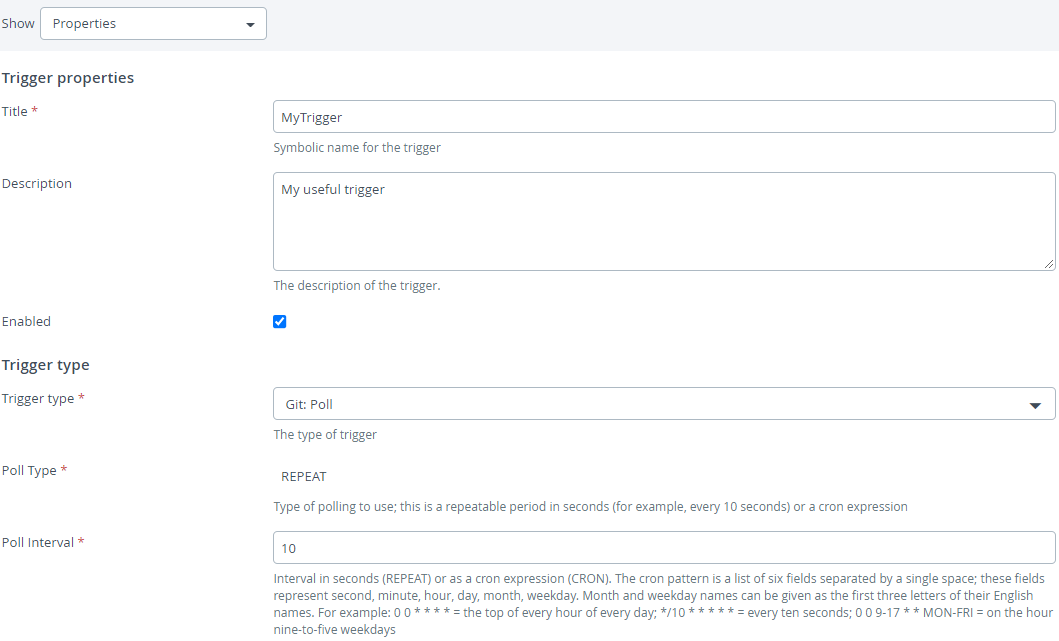 Show Properties
Trigger properties
Title * MyTrigger
Symbolic name for the trigger
Description My useful trigger
The description of the trigger.
Enabled
Trigger type
Trigger type * Git: Poll
The type of trigger
Poll Type * REPEAT
Type of polling to use; this is a repeatable period in seconds (for example, every 10 seconds) or a cron expression
Poll Interval * 10
Interval in seconds (REPEAT) or as a cron expression (CRON). The cron pattern is a list of six fields separated by a single space; these fields
represent second, minute, hour, day, month, weekday. Month and weekday names can be given as the first three letters of their English
names. For example: 0 0 * * * * = the top of every hour of every day; */10 * * * * * = every ten seconds; 0 0 9-17 * * MON-FRI = on the hour
nine-to-five weekdays